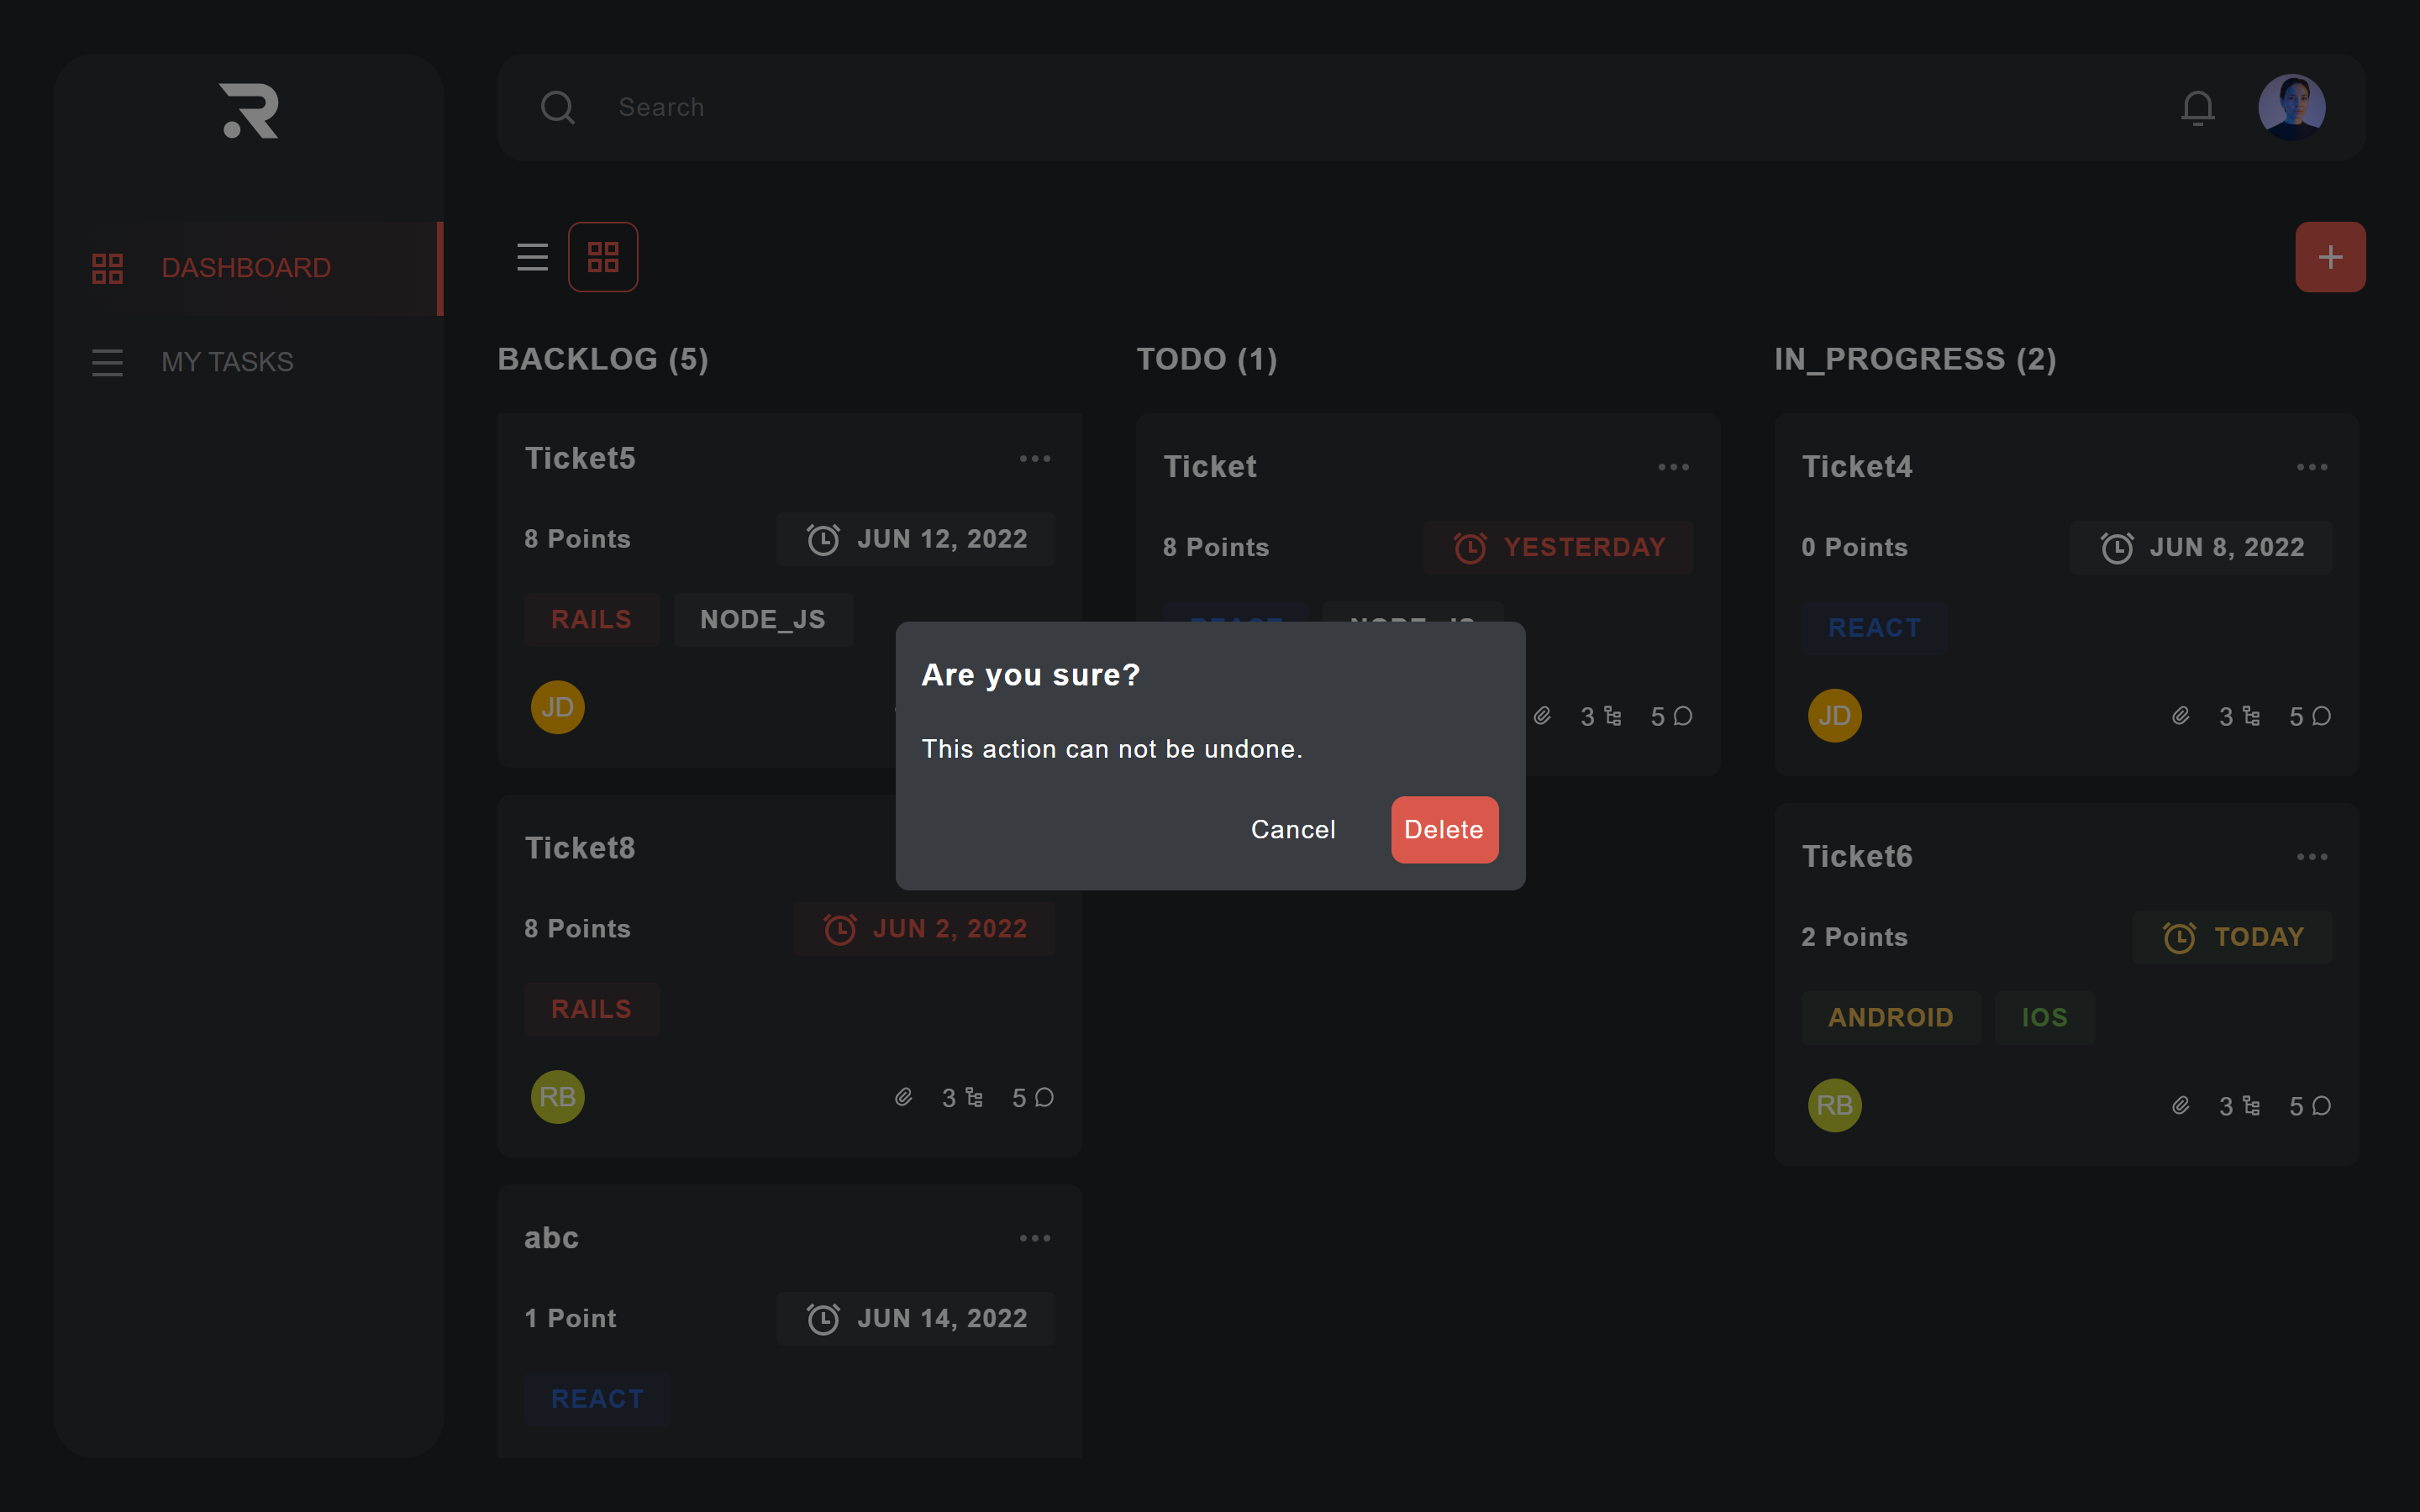 Search
DASHBOARD
MY TASKS
BACKLOG (5)
Ticket5
8 Points
JUN 12, 2022
RAILS
NODE_JS
JD
Ticket8
8 Points
JUN 2, 2022
RAILS
RB
3
5
abc
1 Point
JUN 14, 2022
REACT
TODO (1)
Ticket
8 Points
YESTERDAY
REACT
NODE_JS
3
5
Are you sure?
This action can not be undone.
Cancel
Delete
IN_PROGRESS (2)
Ticket4
0 Points
JUN 8, 2022
REACT
JD
3
5
Ticket6
2 Points
TODAY
ANDROID
IOS
RB
3
5